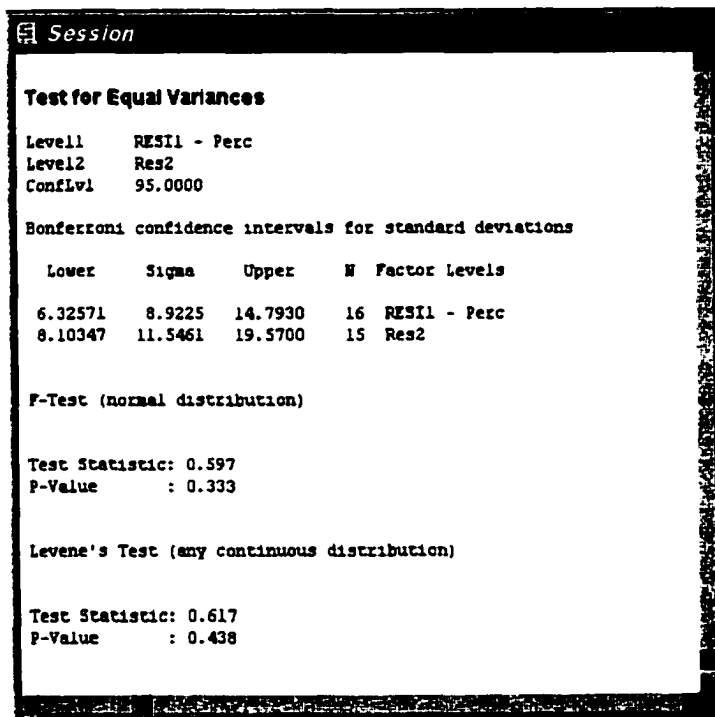 Session
Test for Equal Variances
Level1 RESI1 - Perc
Level2 Res2
ConfLvl 95.0000
Bonferroni confidence intervals for standard deviations
Lower Sigma Upper N Factor Levels
6.32571 8.9225 14.7930 16 RESI1 - Perc
8.10347 11.5461 19.5700 15 Res2
F-Test (normal distribution)
Test Statistic: 0.597
P-Value : 0.333
Levene's Test (any continuous distribution)
Test Statistic: 0.617
P-Value : 0.438